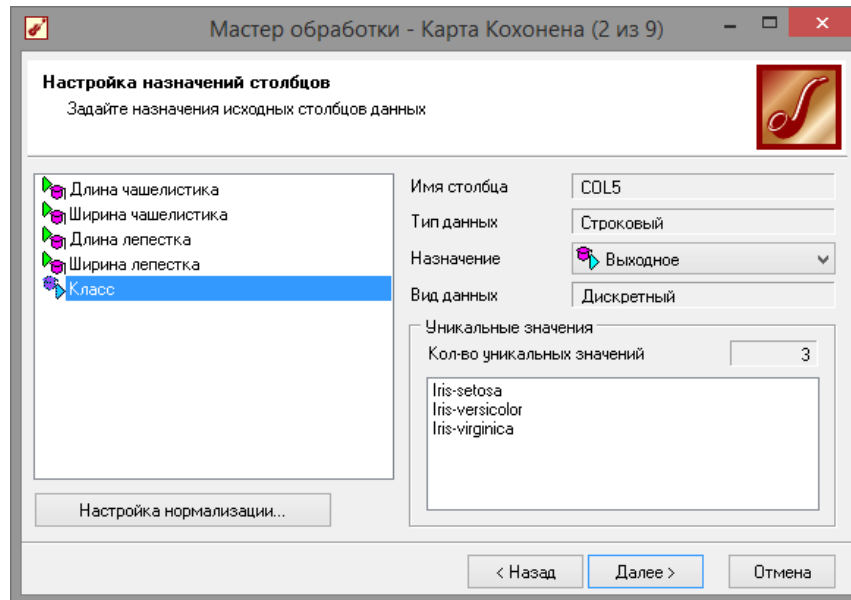 Мастер обработки - Карта Кохонена (2 из 9)
Настройка назначений столбцов
Задайте назначения исходных столбцов данных
Длина чашелистика
Ширина чашелистика
Длина лепестка
Ширина лепестка
Класс
Настройка нормализации...
Имя столбца COL5
Тип данных Строковый
Назначение Выходное
Вид данных Дискретный
Уникальные значения
Кол-во уникальных значений 3
Iris-setosa
Iris-versicolor
Iris-virginica
< Назад Далее > Отмена